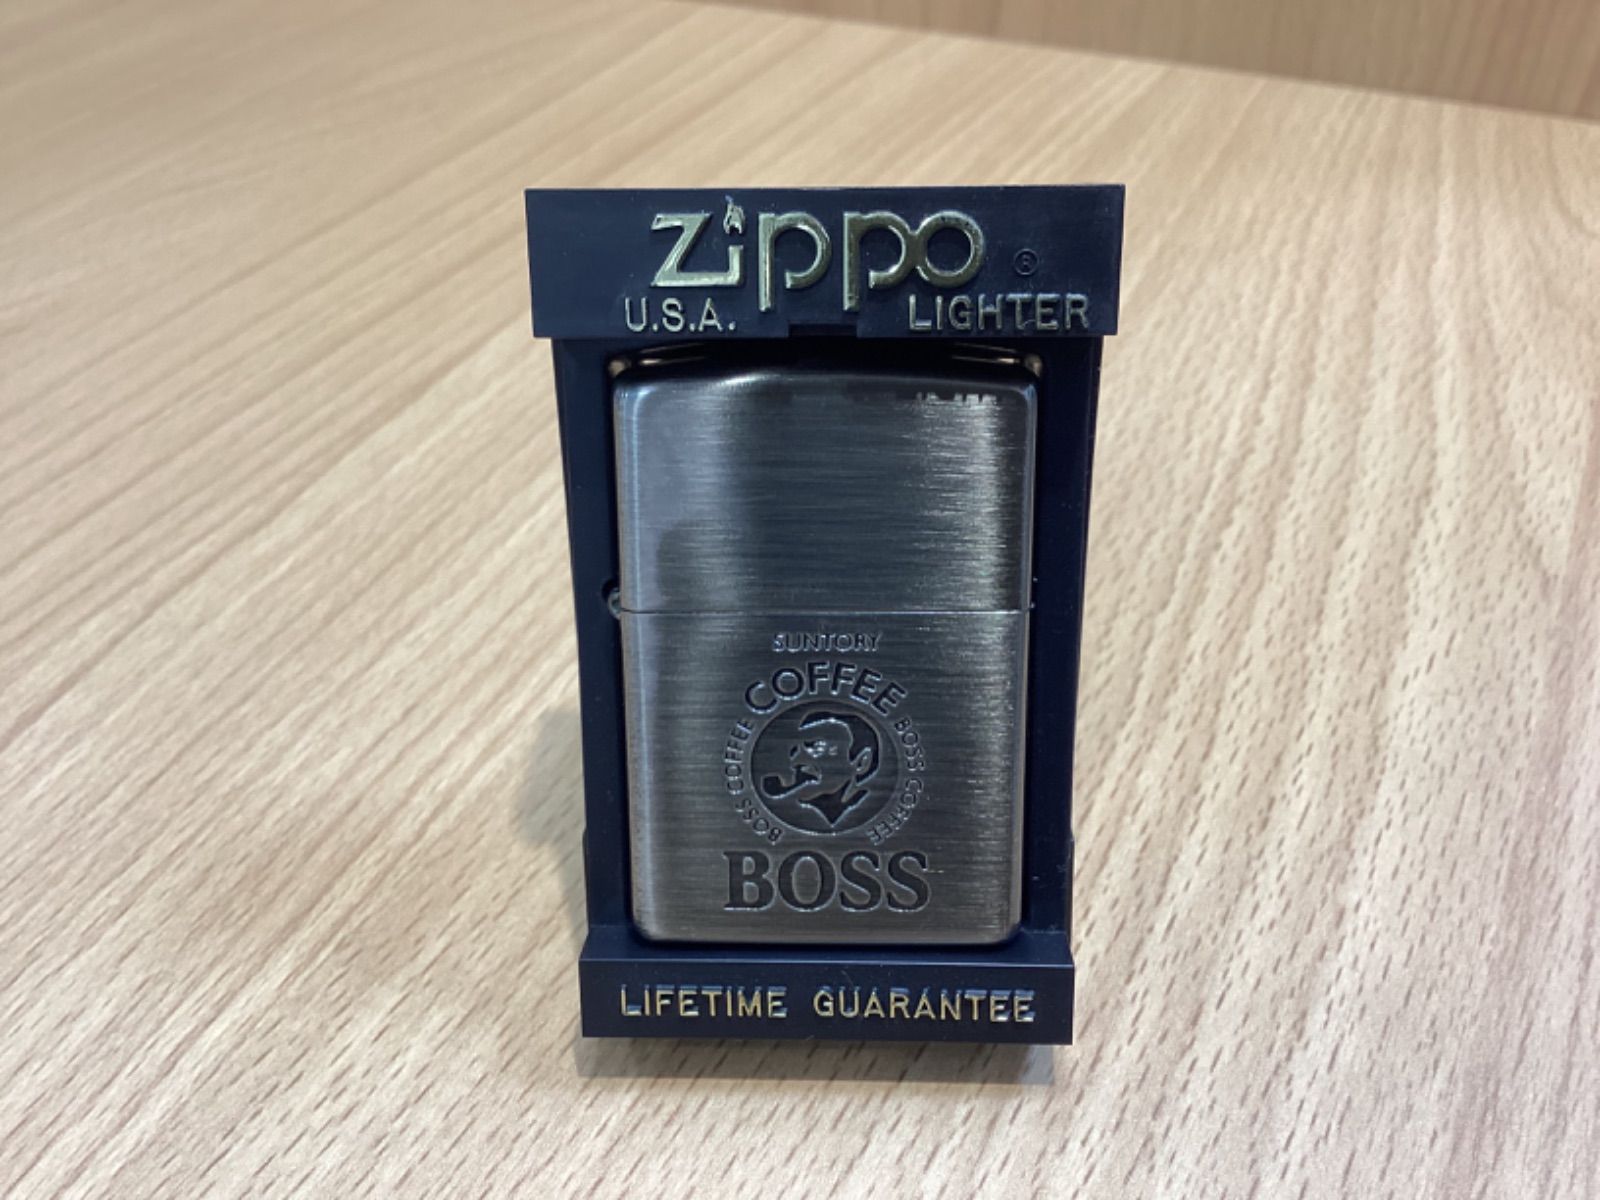 Zippo ®
U.S.A. LIGHTER
SUNTORY
COFFEE
BOSS COFFEE
BOSS COFFEE
BOSS
LIFETIME GUARANTEE